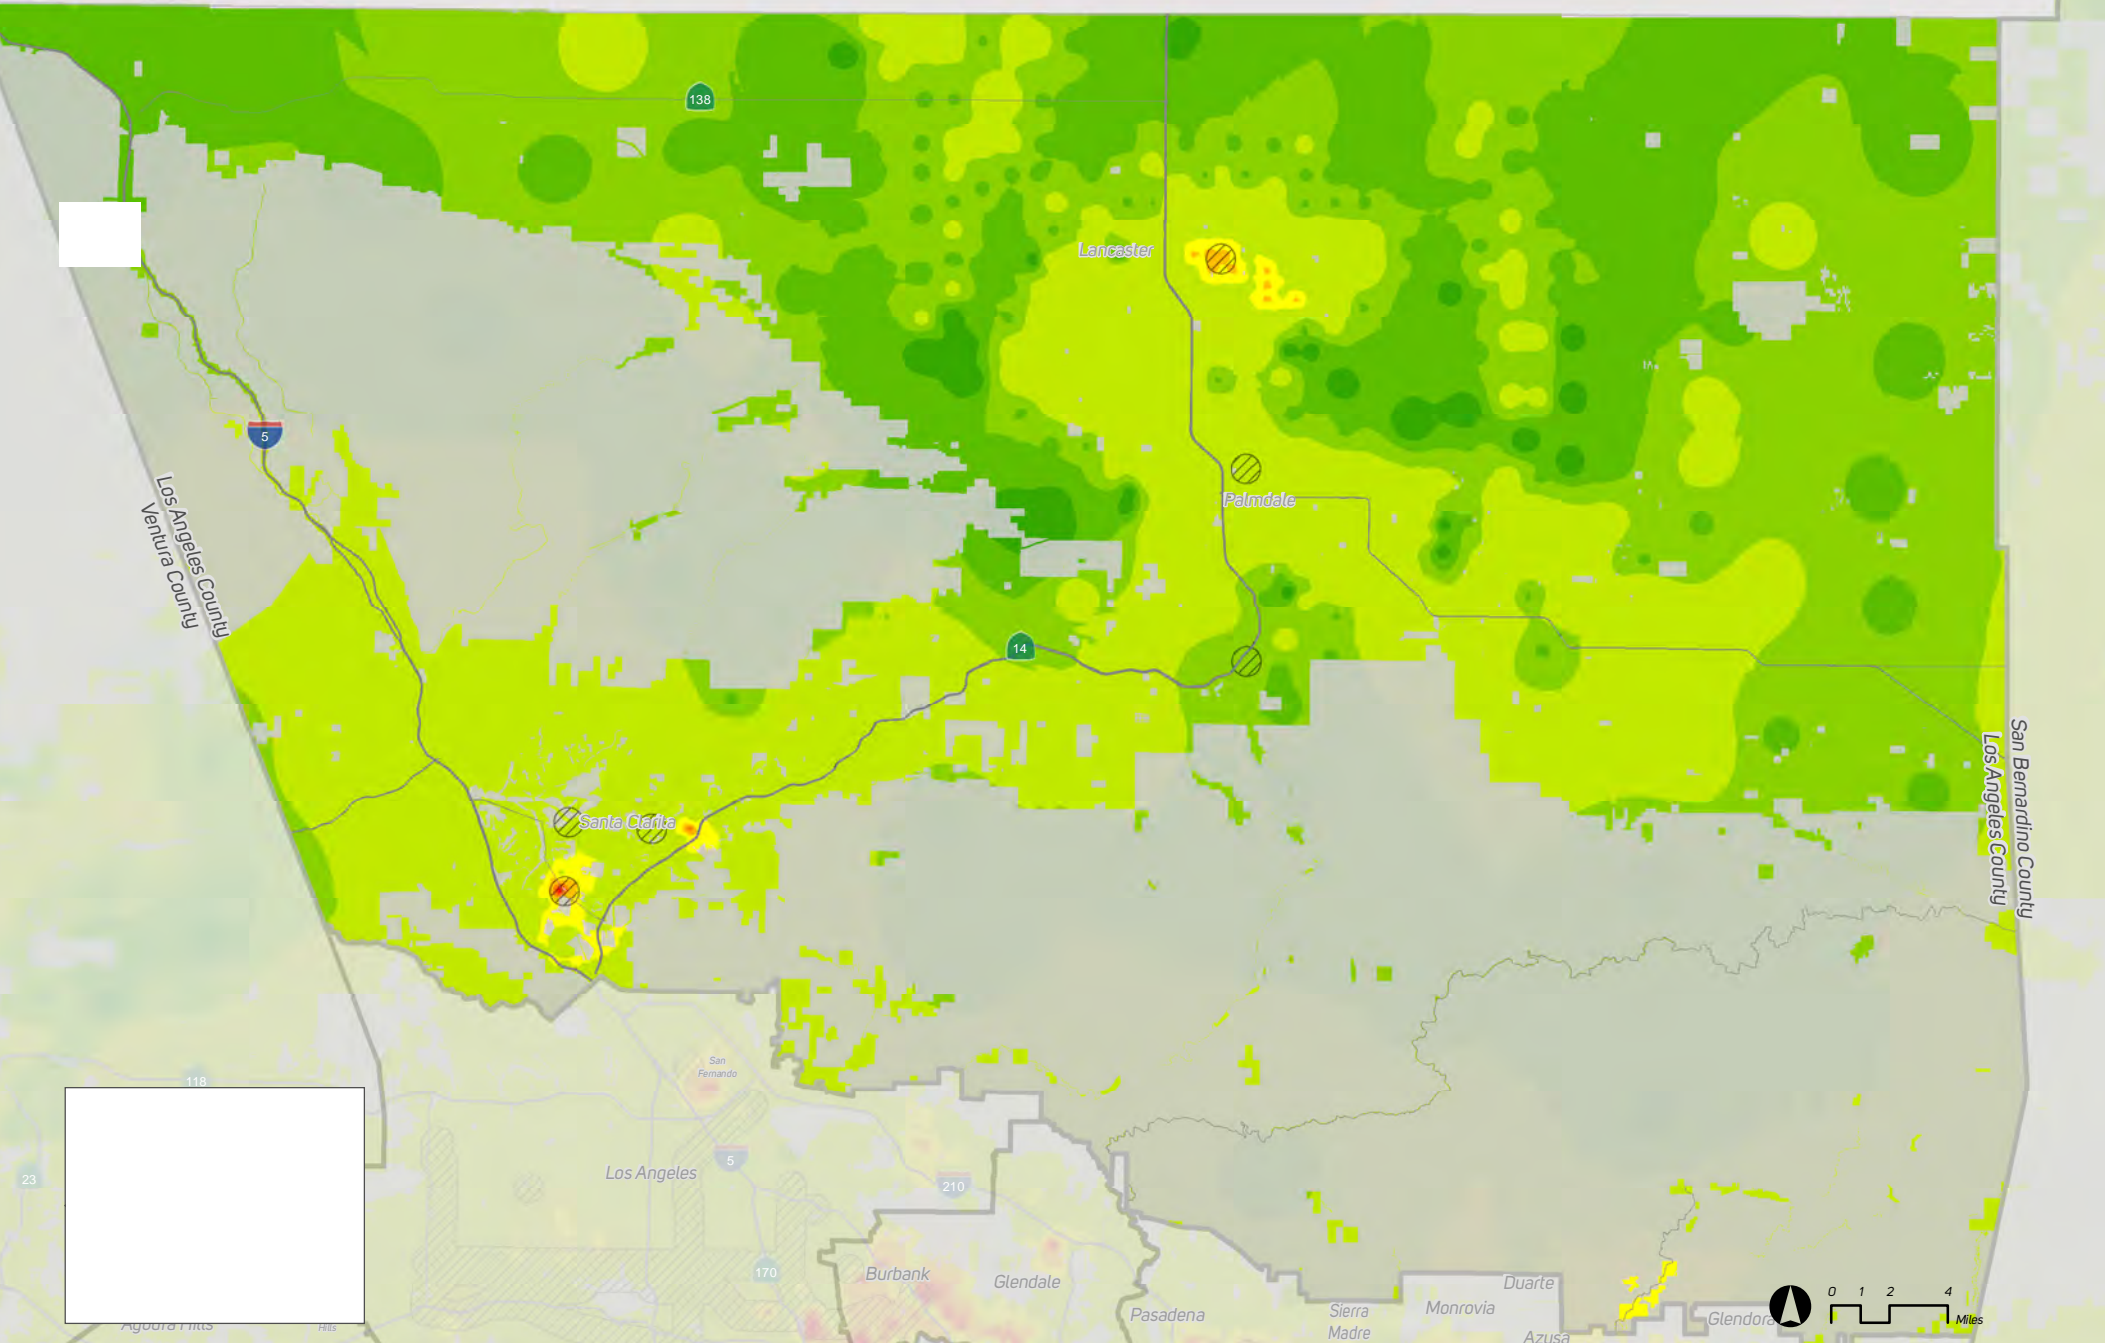 138
Lancaster
5
Los Angeles County
Ventura County
Palmdale
14
Santa Clarita
San Bernardino County
Los Angeles County
San
Fernando
118
23
Los Angeles
5
210
170
Burbank
Glendale
Pasadena
Sierra
Madre
Monrovia
Duarte
Azusa
Glendora
Agoura Hills
Hills
0 1 2 4
Miles